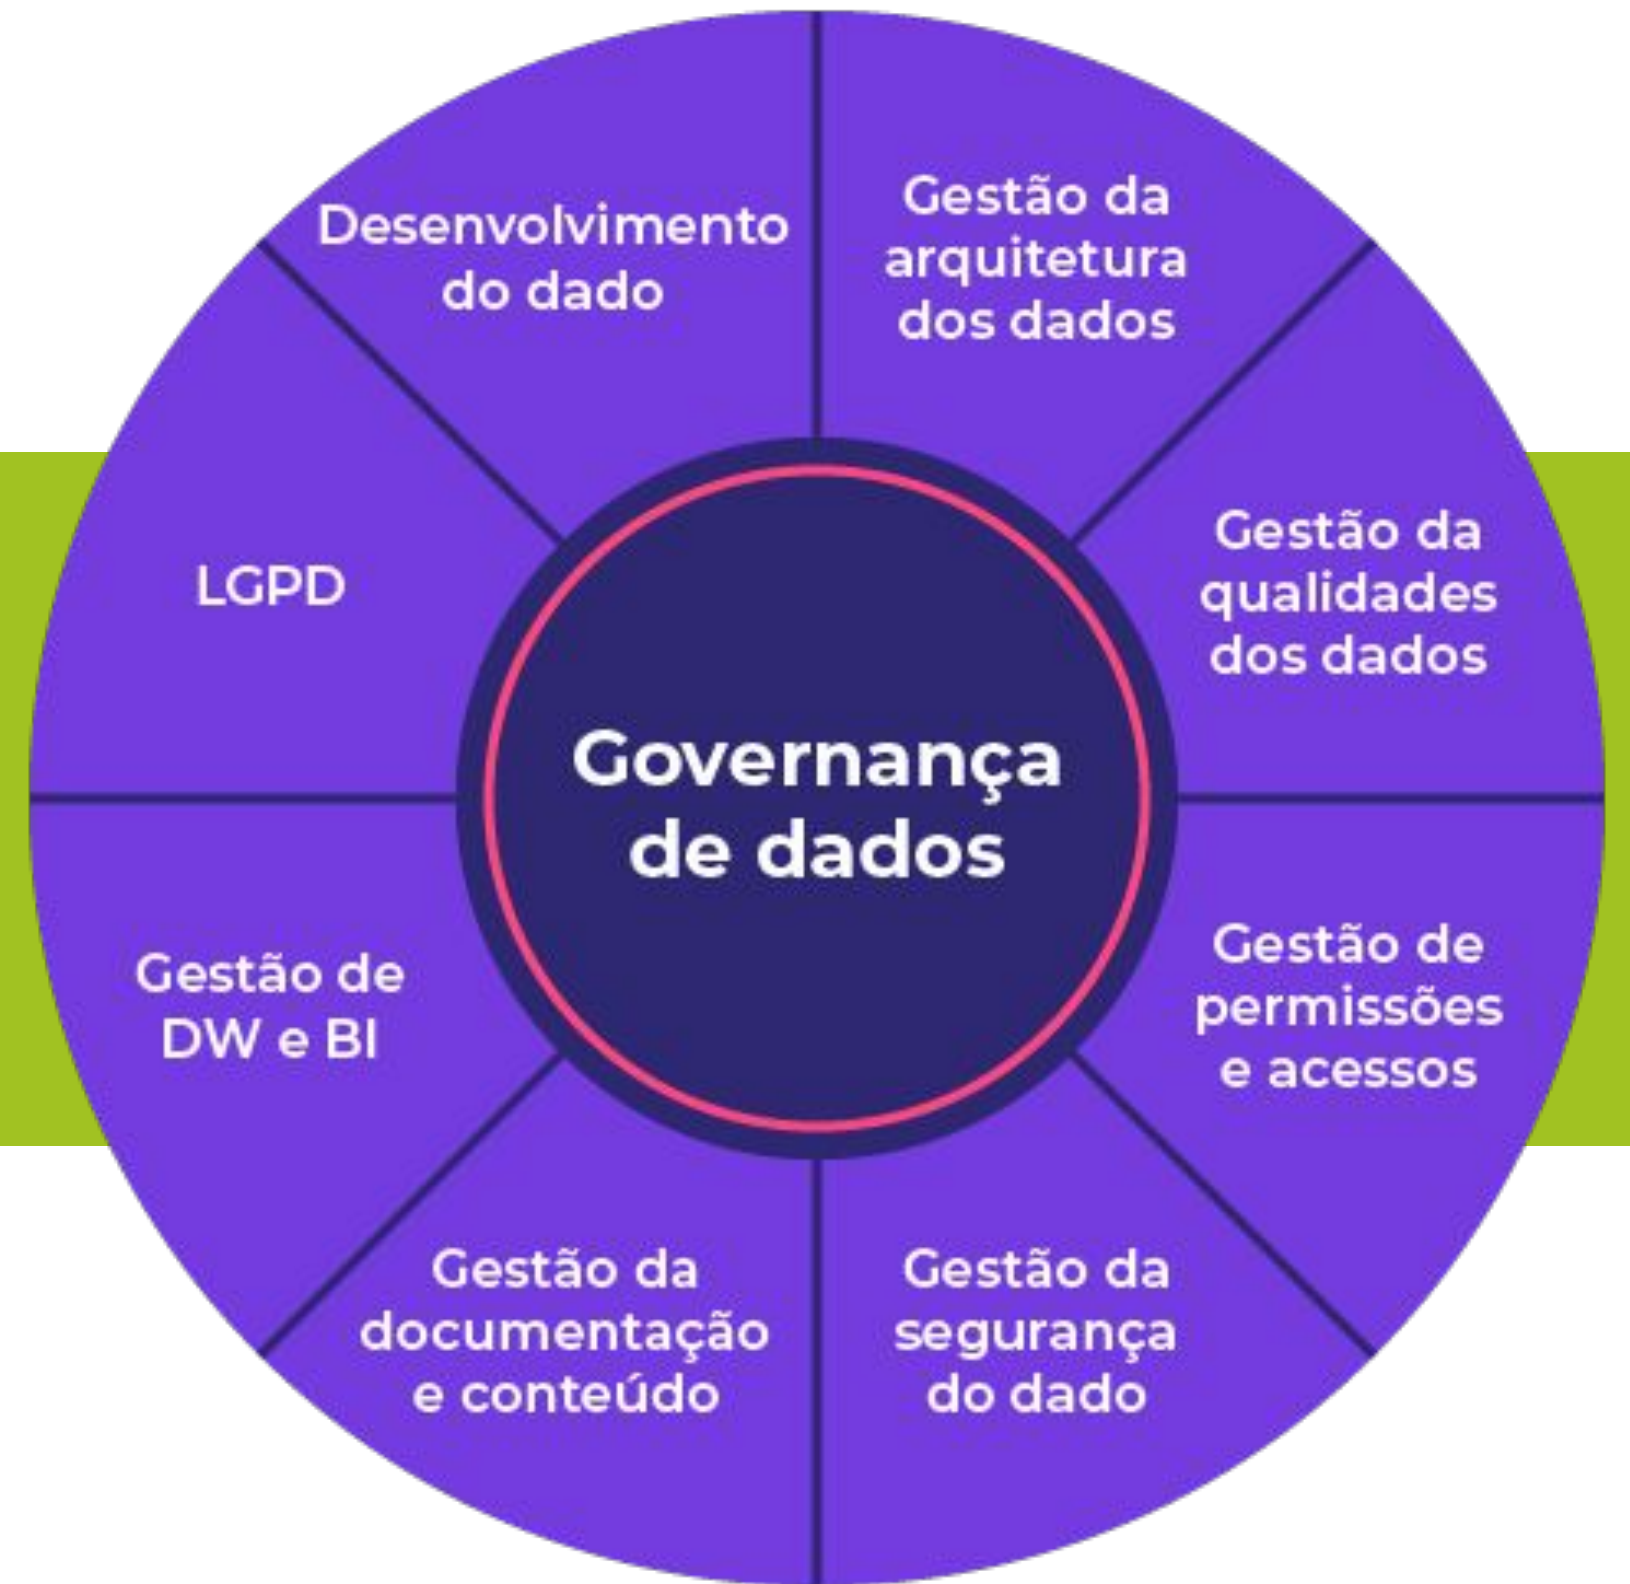 Desenvolvimento
do dado
Gestão da
arquitetura
dos dados
Gestão da
qualidades
dos dados
LGPD
Governança
de dados
Gestão de
permissões
e acessos
Gestão de
DW e BI
Gestão da
documentação
e conteúdo
Gestão da
segurança
do dado